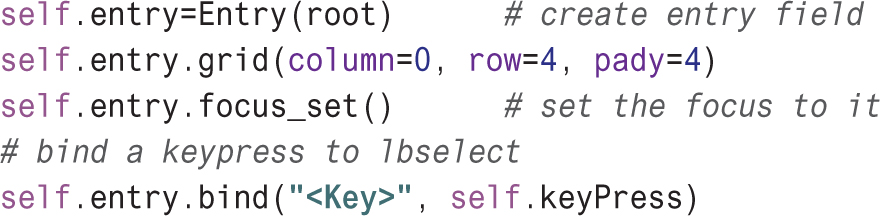 self.entry=Entry(root)      # create entry field
self.entry.grid(column=0, row=4, pady=4)
self.entry.focus_set()      # set the focus to it
# bind a keypress to lbselect
self.entry.bind("<Key>", self.keyPress)